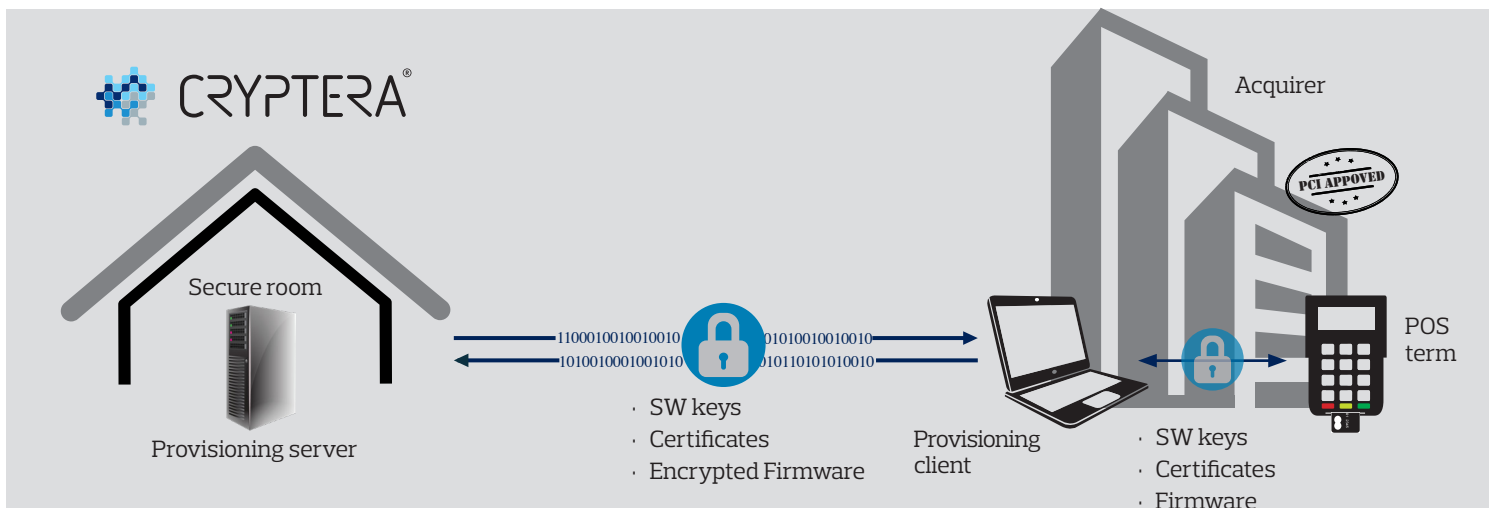 CRYPTERA®
Acquirer
PCI APPOVED
Secure room
Provisioning server
1100010010010010 01010010010010
1010010001001010 010110101010010
· SW keys
· Certificates
· Encrypted Firmware
Provisioning
client
POS
term
· SW keys
· Certificates
· Firmware